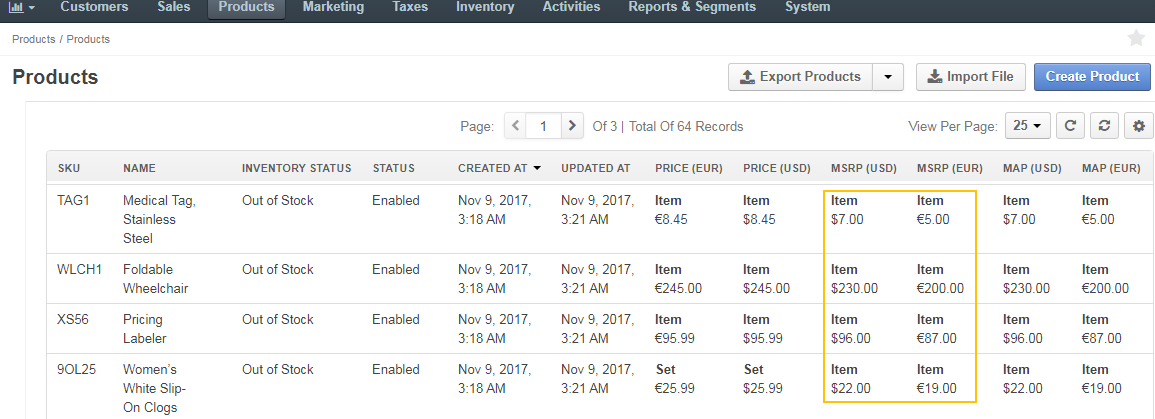 Customers Sales Products Marketing Taxes Inventory Activities Reports & Segments System
Products / Products
Products
Export Products Import File Create Product
Page: 1 Of 3 | Total Of 64 Records View Per Page: 25
SKU NAME INVENTORY STATUS STATUS CREATED AT UPDATED AT PRICE (EUR) PRICE (USD) MSRP (USD) MSRP (EUR) MAP (USD) MAP (EUR)
TAG1 Medical Tag, Out of Stock Enabled Nov 9, 2017, Nov 9, 2017, Set Set Item Item Item Item
Stainless 3:18 AM 3:21 AM €8.45 $8.45 $7.00 €5.00 $7.00 €5.00
Steel
WLCH1 Foldable Out of Stock Enabled Nov 9, 2017, Nov 9, 2017, Item Item Item Item Item Item
Wheelchair 3:18 AM 3:21 AM €245.00 $245.00 $230.00 €200.00 $230.00 €200.00
XS56 Pricing Out of Stock Enabled Nov 9, 2017, Nov 9, 2017, Item Item Item Item Item Item
Labeler 3:18 AM 3:21 AM €95.99 $95.99 $96.00 €87.00 $96.00 €87.00
9OL25 Women's Out of Stock Enabled Nov 9, 2017, Nov 9, 2017, Set Set Item Item Item Item
White Slip- 3:18 AM 3:21 AM €25.99 $25.99 $22.00 €19.00 $22.00 €19.00
On Clogs